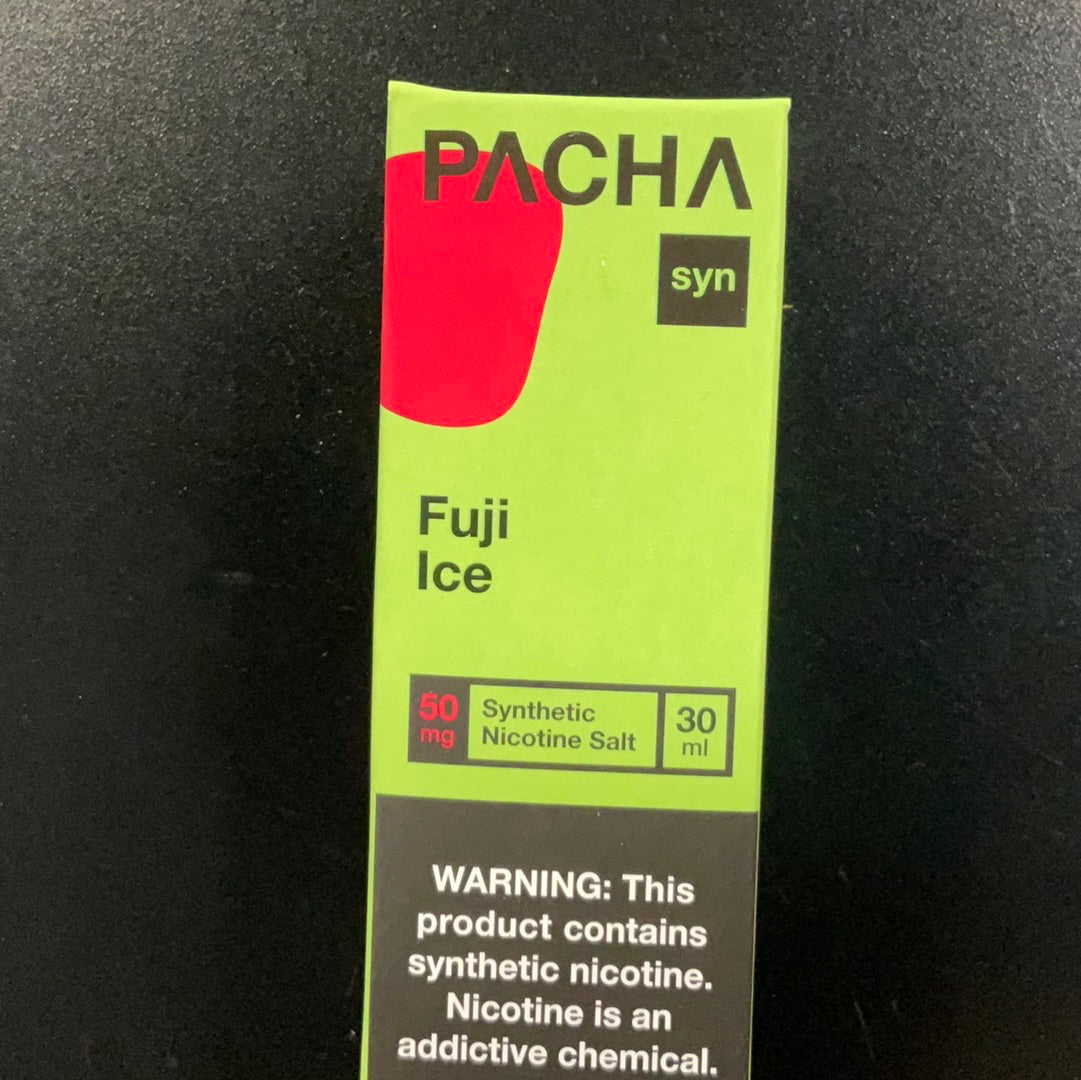 PACHA
syn
Fuji
Ice
50
mg
Synthetic
Nicotine Salt
30
ml
WARNING: This
product contains
synthetic nicotine.
Nicotine is an
addictive chemical.